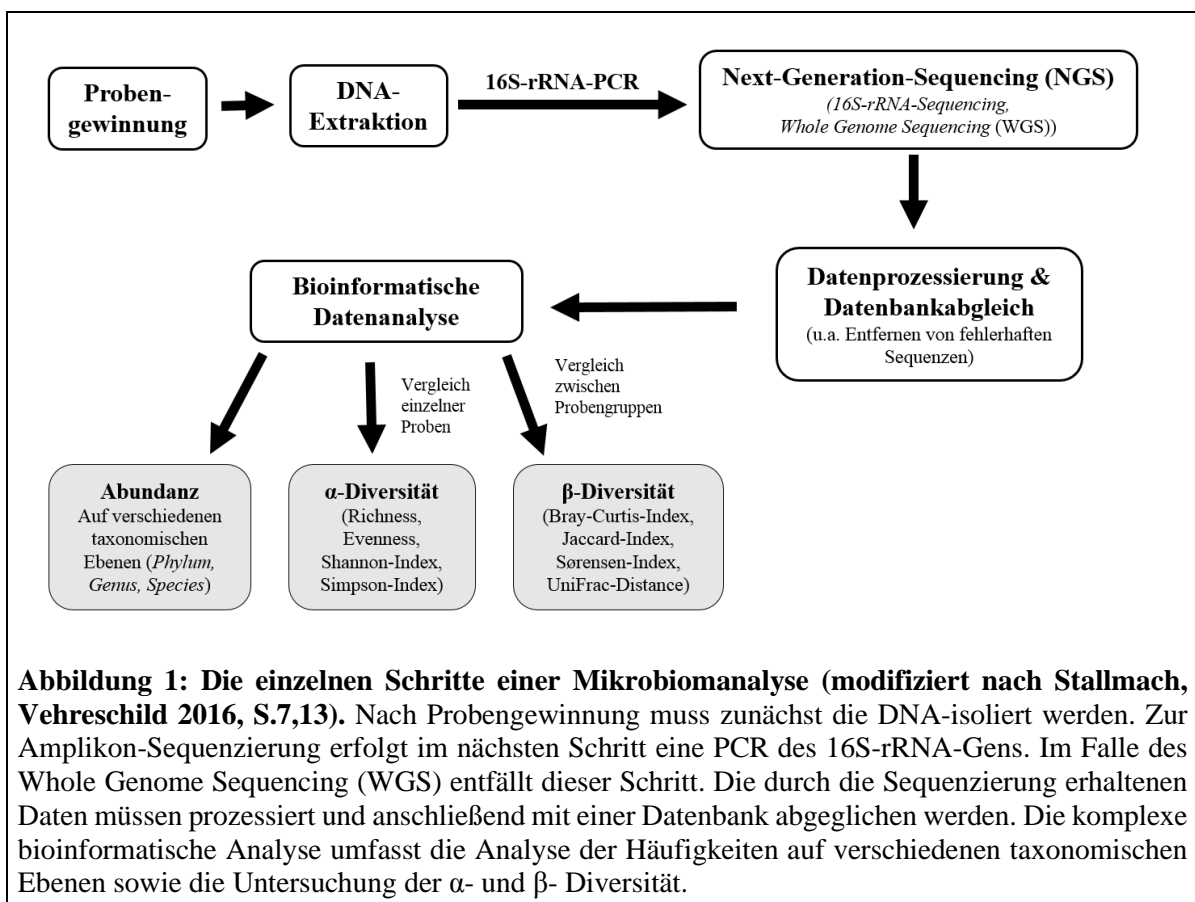 Proben-
gewinnung
DNA-
Extraktion
16S-rRNA-PCR
Next-Generation-Sequencing (NGS)
(16S-rRNA-Sequencing,
Whole Genome Sequencing (WGS))
Datenprozessierung &
Datenbankabgleich
(u.a. Entfernen von fehlerhaften
Sequenzen)
Bioinformatische
Datenanalyse
Vergleich
einzelner
Proben
Vergleich
zwischen
Probengruppen
Abundanz
Auf verschiedenen
taxonomischen
Ebenen (Phylum,
Genus, Species)
α-Diversität
(Richness,
Evenness,
Shannon-Index,
Simpson-Index)
β-Diversität
(Bray-Curtis-Index,
Jaccard-Index,
Sørensen-Index,
UniFrac-Distance)
Abbildung 1: Die einzelnen Schritte einer Mikrobiomanalyse (modifiziert nach Stallmach,
Vehreschild 2016, S.7,13). Nach Probengewinnung muss zunächst die DNA-isoliert werden. Zur
Amplikon-Sequenzierung erfolgt im nächsten Schritt eine PCR des 16S-rRNA-Gens. Im Falle des
Whole Genome Sequencing (WGS) entfällt dieser Schritt. Die durch die Sequenzierung erhaltenen
Daten müssen prozessiert und anschließend mit einer Datenbank abgeglichen werden. Die komplexe
bioinformatische Analyse umfasst die Analyse der Häufigkeiten auf verschiedenen taxonomischen
Ebenen sowie die Untersuchung der α- und β- Diversität.